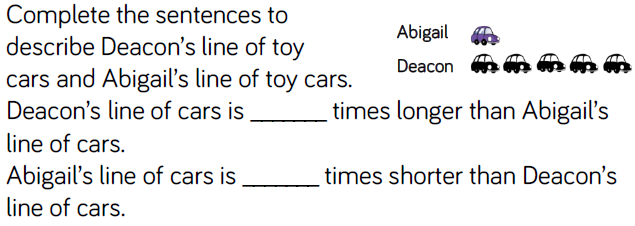 Complete the sentences to
describe Deacon’s line of toy
cars and Abigail’s line of toy cars.
Abigail
Deacon
Deacon’s line of cars is _______ times longer than Abigail’s
line of cars.
Abigail’s line of cars is _______ times shorter than Deacon’s
line of cars.